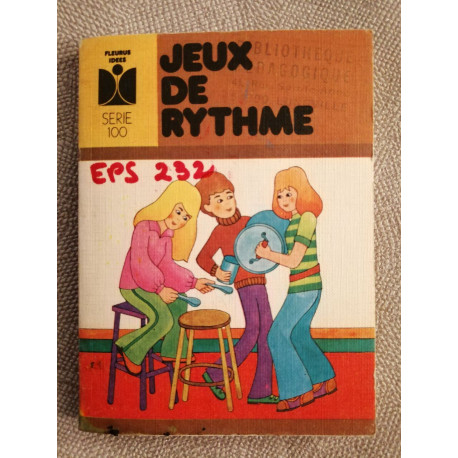 FLEURUS
IDEES
SERIE
100
JEUX
DE
RYTHME
BIBLIOTHEQUE
PEDAGOGIQUE
EPS 232